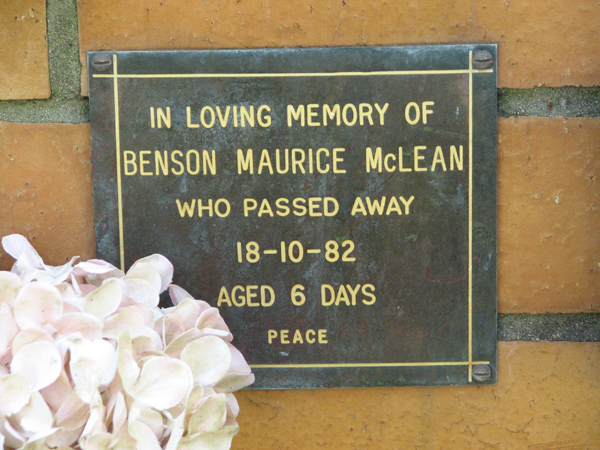 IN LOVING MEMORY OF
BENSON MAURICE McLEAN
WHO PASSED AWAY
18-10-82
AGED 6 DAYS
PEACE